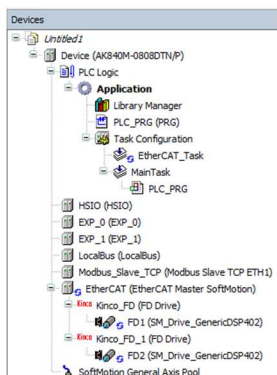 Devices
Untitled1
Device (AK840M-0808DTN/P)
PLC Logic
Application
Library Manager
PLC_PRG (PRG)
Task Configuration
EtherCAT_Task
MainTask
PLC_PRG
HSIO (HSIO)
EXP_0 (EXP_0)
EXP_1 (EXP_1)
LocalBus (LocalBus)
Modbus_Slave_TCP (Modbus Slave TCP ETH1)
EtherCAT (EtherCAT Master SoftMotion)
Kinco Kinco_FD (FD Drive)
FD1 (SM_Drive_GenericDSP402)
Kinco Kinco_FD_1 (FD Drive)
FD2 (SM_Drive_GenericDSP402)
SoftMotion General Axis Pool